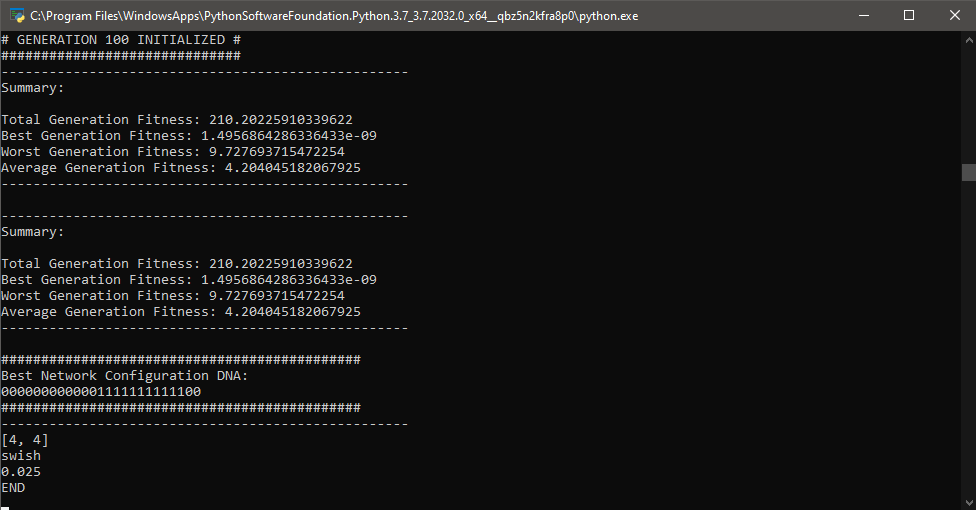 C:\Program Files\WindowsApps\PythonSoftwareFoundation.Python.3.7_3.7.2032.0_x64__qbz5n2kfra8p0\python.exe
# GENERATION 100 INITIALIZED #
##############################
---------------------------------------------------
Summary:
Total Generation Fitness: 210.20225910339622
Best Generation Fitness: 1.4956864286336433e-09
Worst Generation Fitness: 9.727693715472254
Average Generation Fitness: 4.204045182067925
---------------------------------------------------
---------------------------------------------------
Summary:
Total Generation Fitness: 210.20225910339622
Best Generation Fitness: 1.4956864286336433e-09
Worst Generation Fitness: 9.727693715472254
Average Generation Fitness: 4.204045182067925
---------------------------------------------------
#############################################
Best Network Configuration DNA:
0000000000001111111111100
#############################################
---------------------------------------------------
[4, 4]
swish
0.025
END